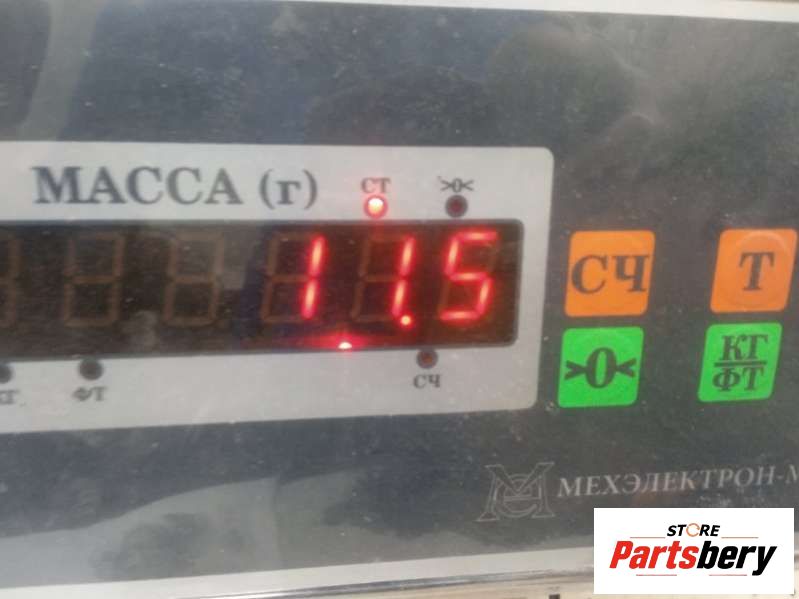 МАССА (г) СТ >0<
11.5
СЧ Т
ФТ СЧ
>0< КГ
ФТ
МЕХЭЛЕКТРОН-М
STORE
Partsbery